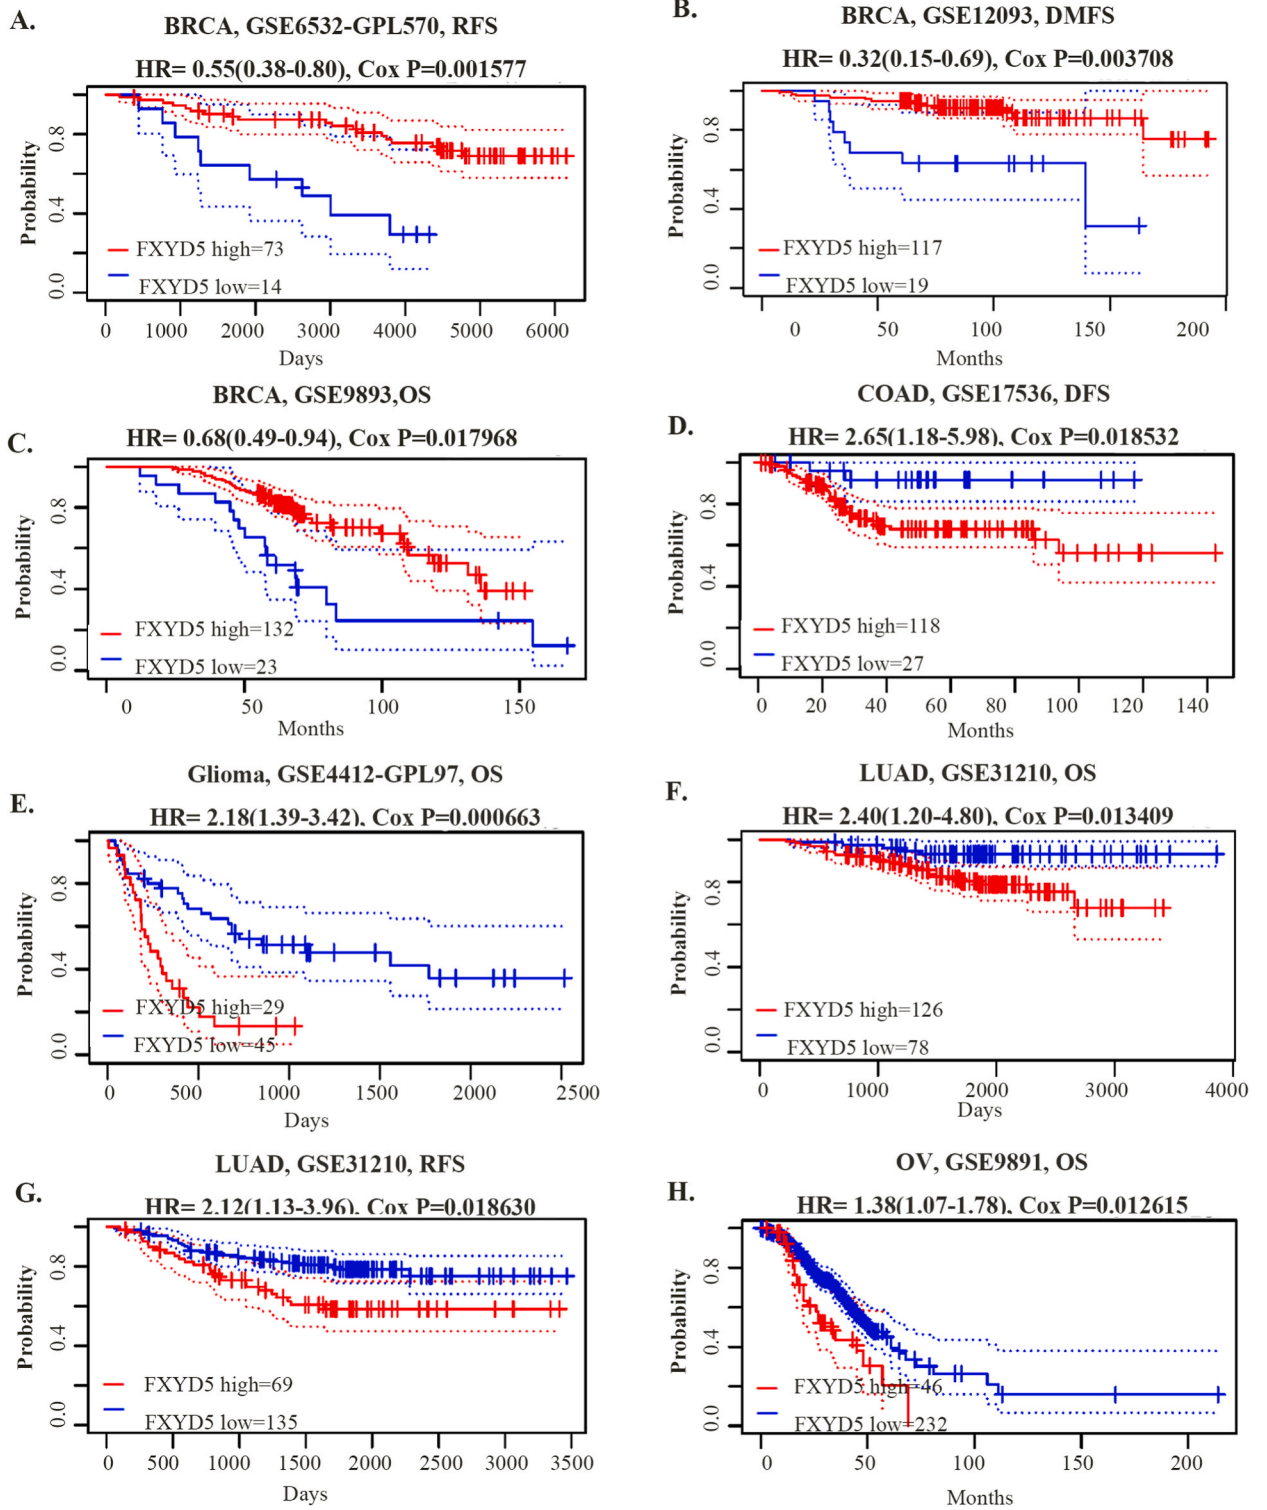 A.
BRCA, GSE6532-GPL570, RFS
HR= 0.55(0.38-0.80), Cox P=0.001577
Probability
0.8
0.4
0.0
FXYD5 high=73
FXYD5 low=14
0 1000 2000 3000 4000 5000 6000
Days
B.
BRCA, GSE12093, DMFS
HR= 0.32(0.15-0.69), Cox P=0.003708
Probability
0.8
0.4
0.0
FXYD5 high=117
FXYD5 low=19
0 50 100 150 200
Months
C.
BRCA, GSE9893,OS
HR= 0.68(0.49-0.94), Cox P=0.017968
Probability
0.8
0.4
0.0
FXYD5 high=132
FXYD5 low=23
0 50 100 150
Months
D.
COAD, GSE17536, DFS
HR= 2.65(1.18-5.98), Cox P=0.018532
Probability
0.8
0.4
0.0
FXYD5 high=118
FXYD5 low=27
0 20 40 60 80 100 120 140
Months
E.
Glioma, GSE4412-GPL97, OS
HR= 2.18(1.39-3.42), Cox P=0.000663
Probability
0.8
0.4
0.0
FXYD5 high=29
FXYD5 low=45
0 500 1000 1500 2000 2500
Days
F.
LUAD, GSE31210, OS
HR= 2.40(1.20-4.80), Cox P=0.013409
Probability
0.8
0.4
0.0
FXYD5 high=126
FXYD5 low=78
0 1000 2000 3000 4000
Days
G.
LUAD, GSE31210, RFS
HR= 2.12(1.13-3.96), Cox P=0.018630
Probability
0.8
0.4
0.0
FXYD5 high=69
FXYD5 low=135
0 500 1000 1500 2000 2500 3000 3500
Days
H.
OV, GSE9891, OS
HR= 1.38(1.07-1.78), Cox P=0.012615
Probability
0.8
0.4
0.0
FXYD5 high=46
FXYD5 low=232
0 50 100 150 200
Months